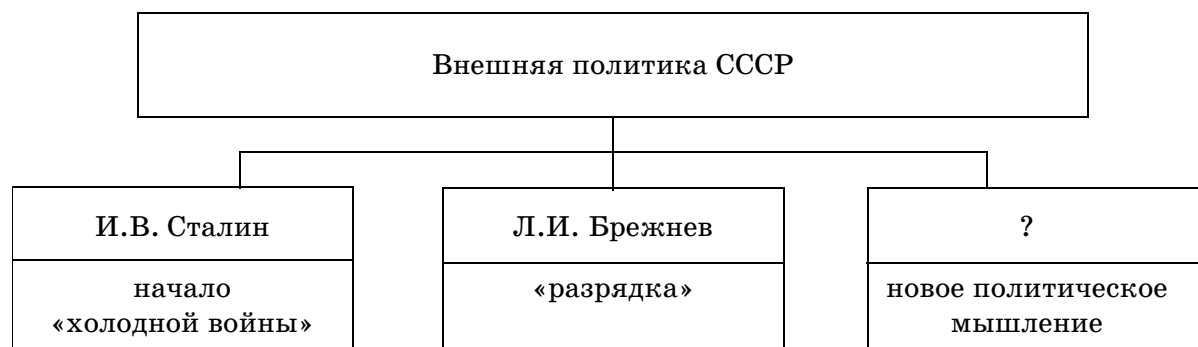 Внешняя политика СССР
И.В. Сталин
начало
«холодной войны»
Л.И. Брежнев
«разрядка»
?
новое политическое
мышление